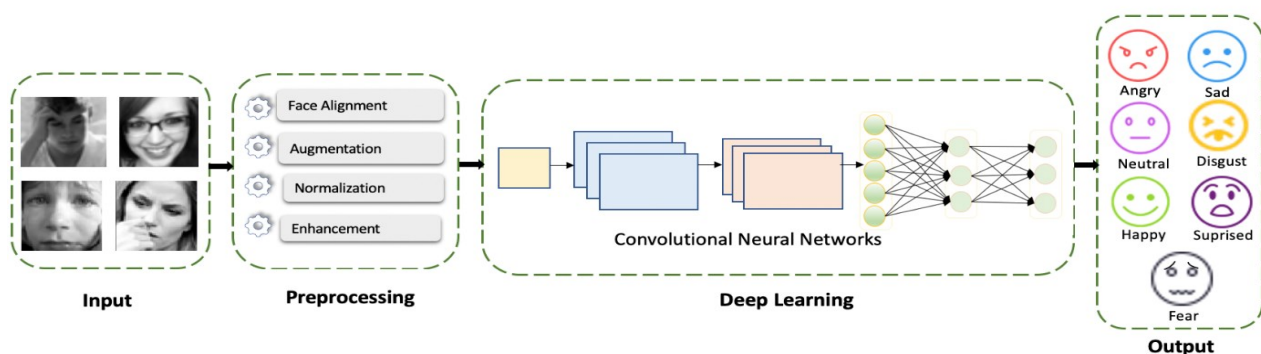 Face Alignment
Augmentation
Normalization
Enhancement
Convolutional Neural Networks
Angry
Sad
Neutral
Disgust
Happy
Suprised
Fear
Input
Preprocessing
Deep Learning
Output